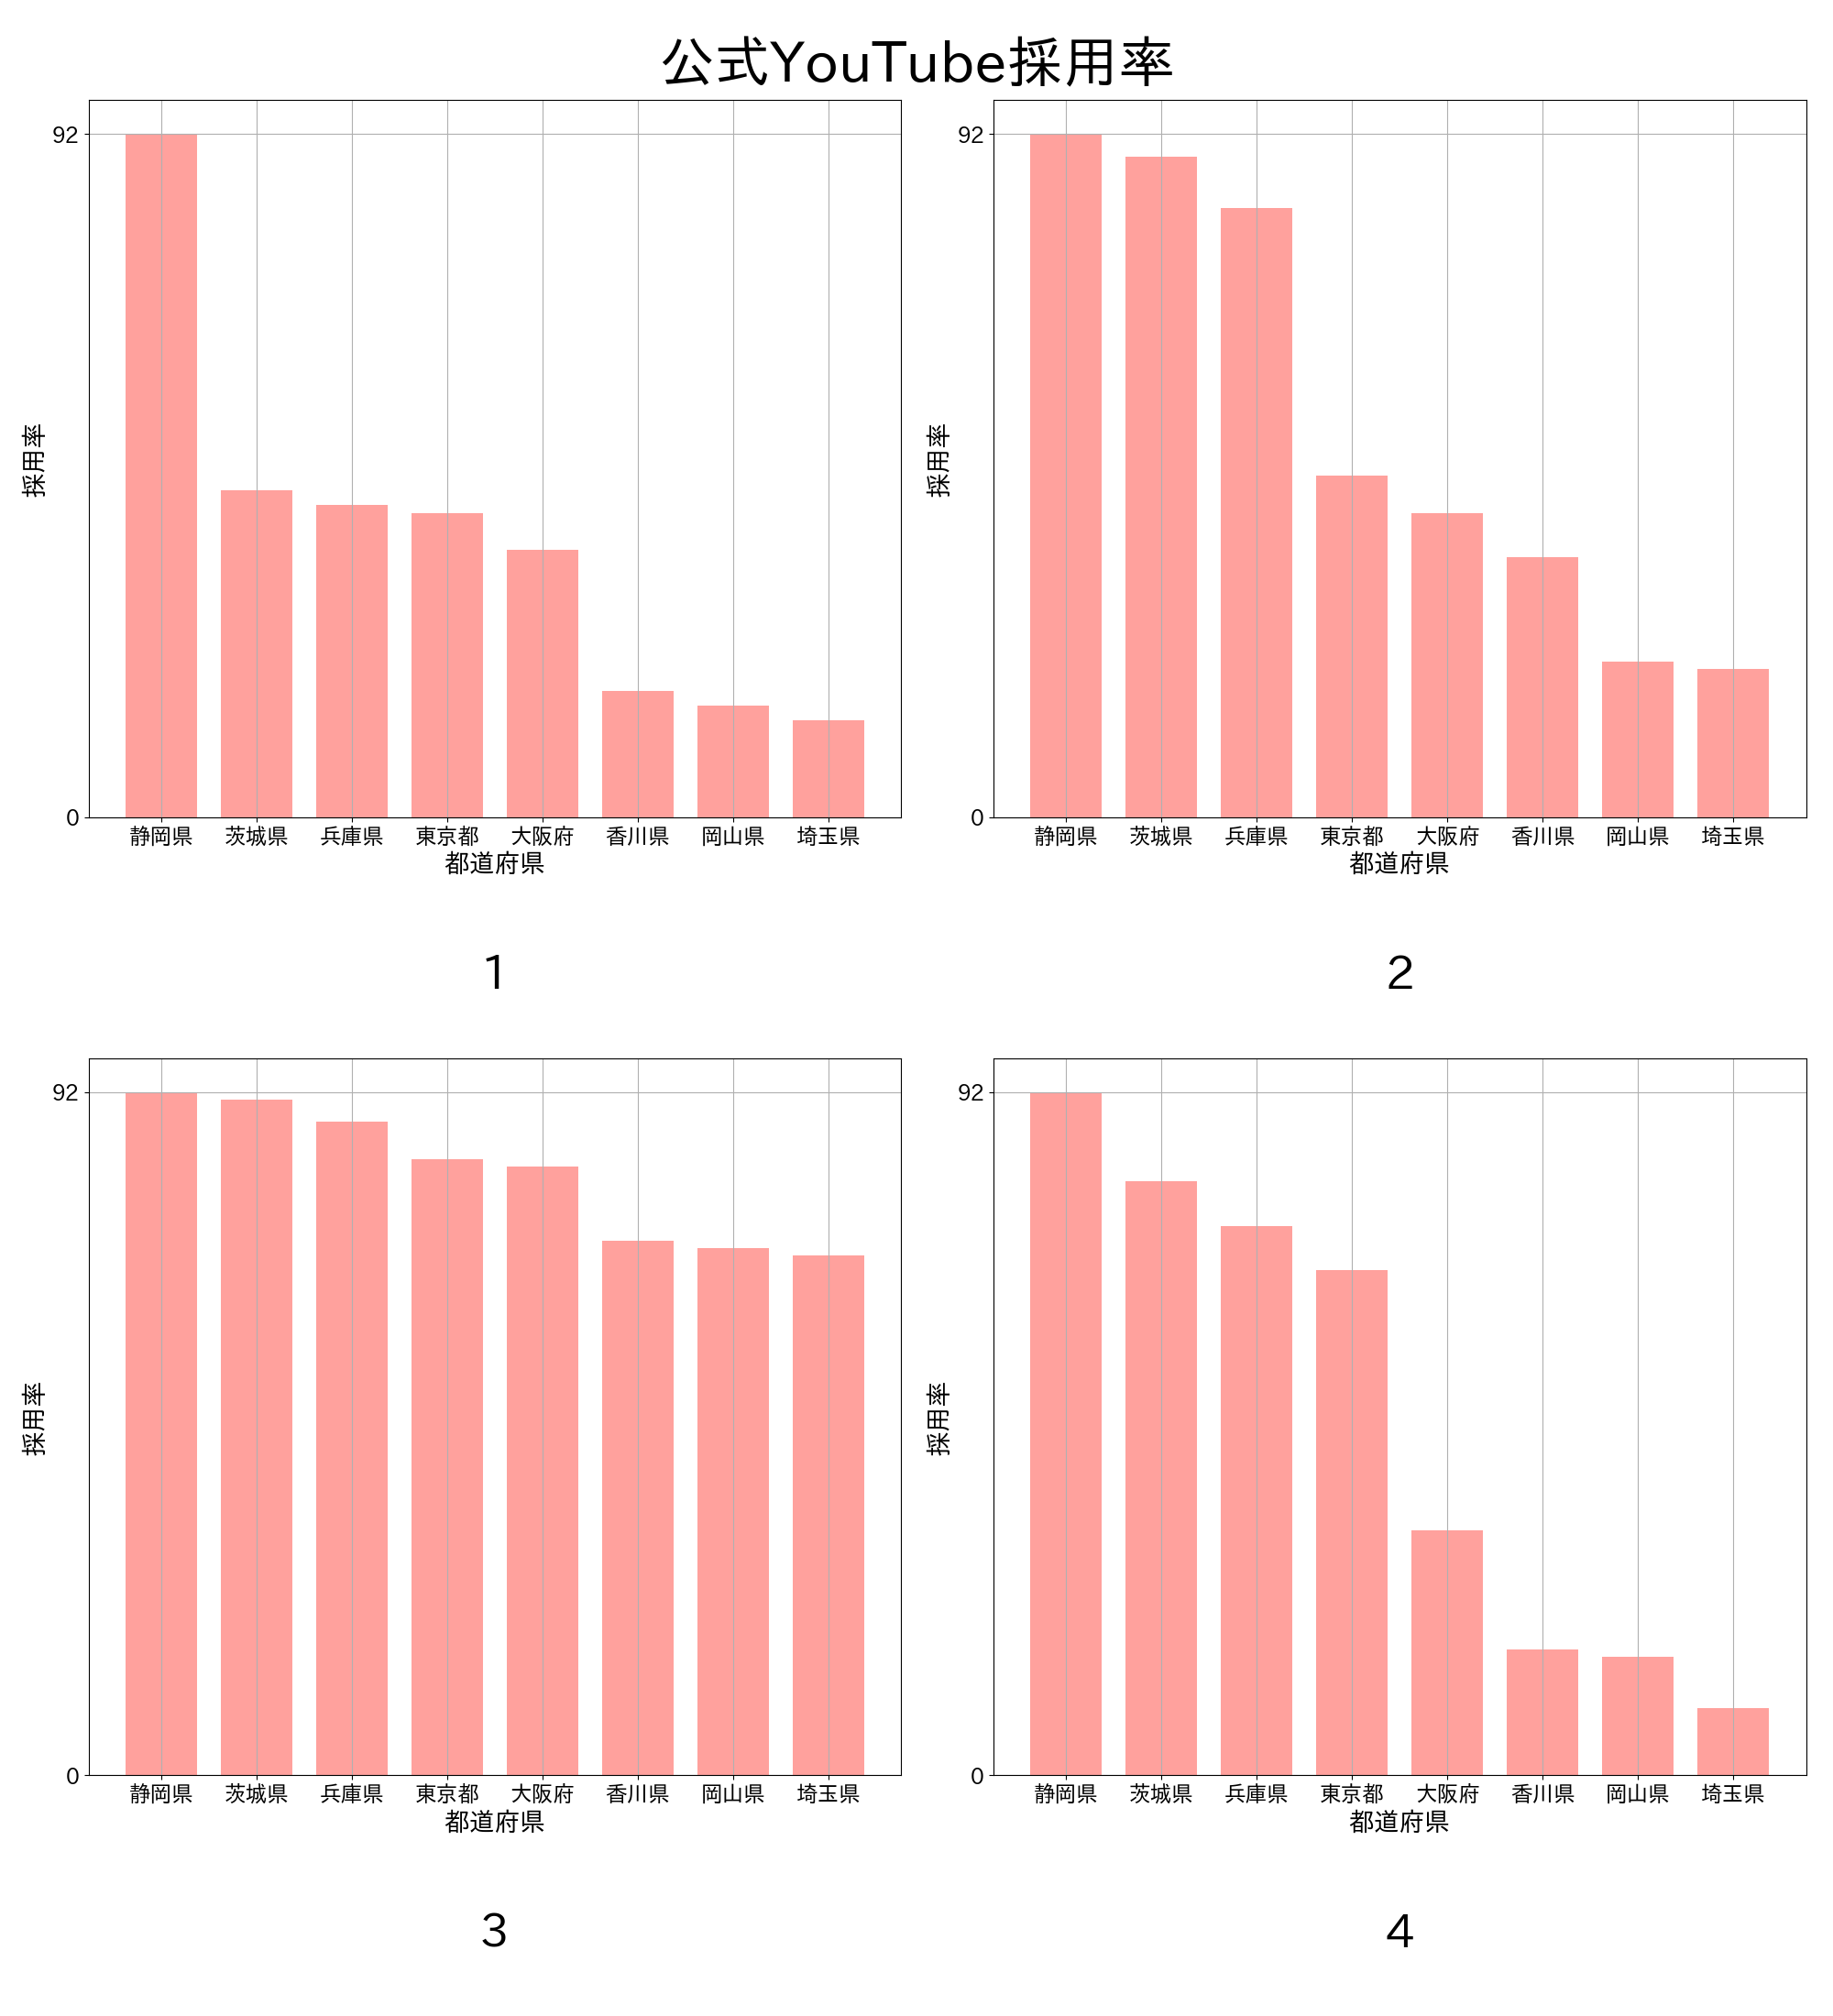 公式YouTube採用率
92
0
採用率
静岡県 茨城県 兵庫県 東京都 大阪府 香川県 岡山県 埼玉県
都道府県
1
92
0
採用率
静岡県 茨城県 兵庫県 東京都 大阪府 香川県 岡山県 埼玉県
都道府県
2
92
0
採用率
静岡県 茨城県 兵庫県 東京都 大阪府 香川県 岡山県 埼玉県
都道府県
3
92
0
採用率
静岡県 茨城県 兵庫県 東京都 大阪府 香川県 岡山県 埼玉県
都道府県
4